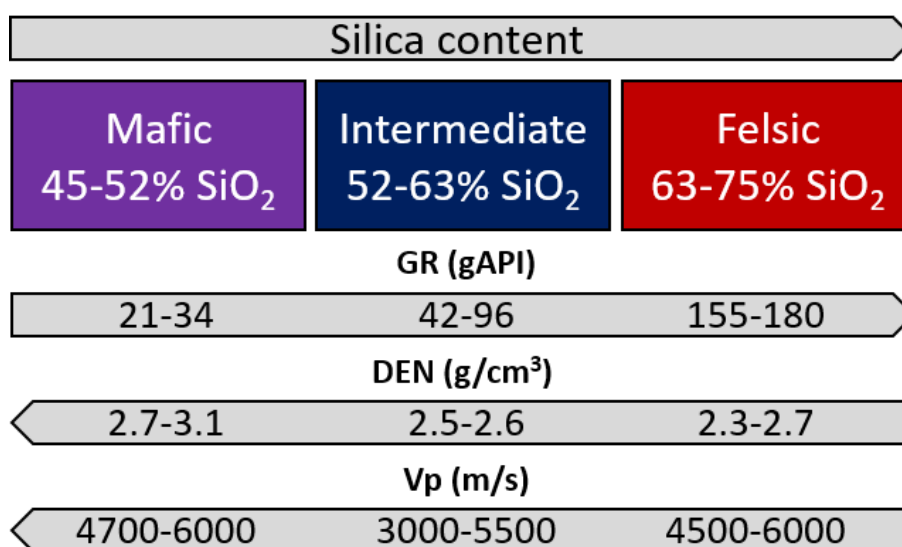 Silica content
Mafic Intermediate Felsic
45-52% SiO₂ 52-63% SiO₂ 63-75% SiO₂
GR (gAPI)
21-34 42-96 155-180
DEN (g/cm³)
2.7-3.1 2.5-2.6 2.3-2.7
Vp (m/s)
4700-6000 3000-5500 4500-6000